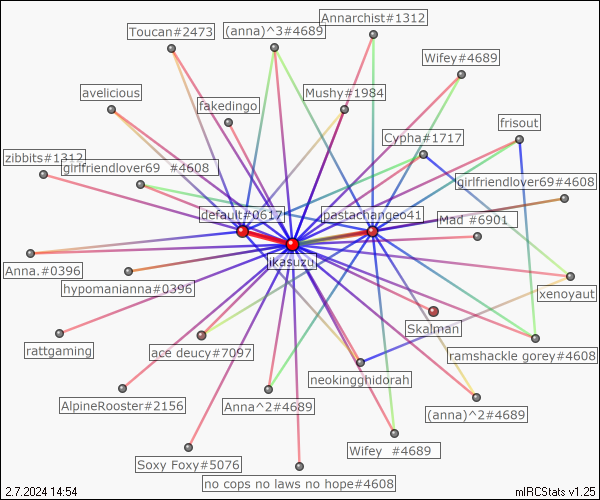 Annarchist#1312
Toucan#2473
(anna)^3#4689
Wifey#4689
avelicious
Mushy#1984
fakedingo
frisout
Cypha#1717
zibbits#1312
girlfriendlover69 #4608
girlfriendlover69#4608
default#0617
pastachangeo41
Mad #6901
ikasuzu
Anna.#0396
hypomanianna#0396
xenoyaut
Skalman
rattgaming
ace deucy#7097
ramshackle gorey#4608
neokingghidorah
AlpineRooster#2156
Anna^2#4689
(anna)^2#4689
Wifey #4689
Soxy Foxy#5076
no cops no laws no hope#4608
2.7.2024 14:54
mIRCStats v1.25